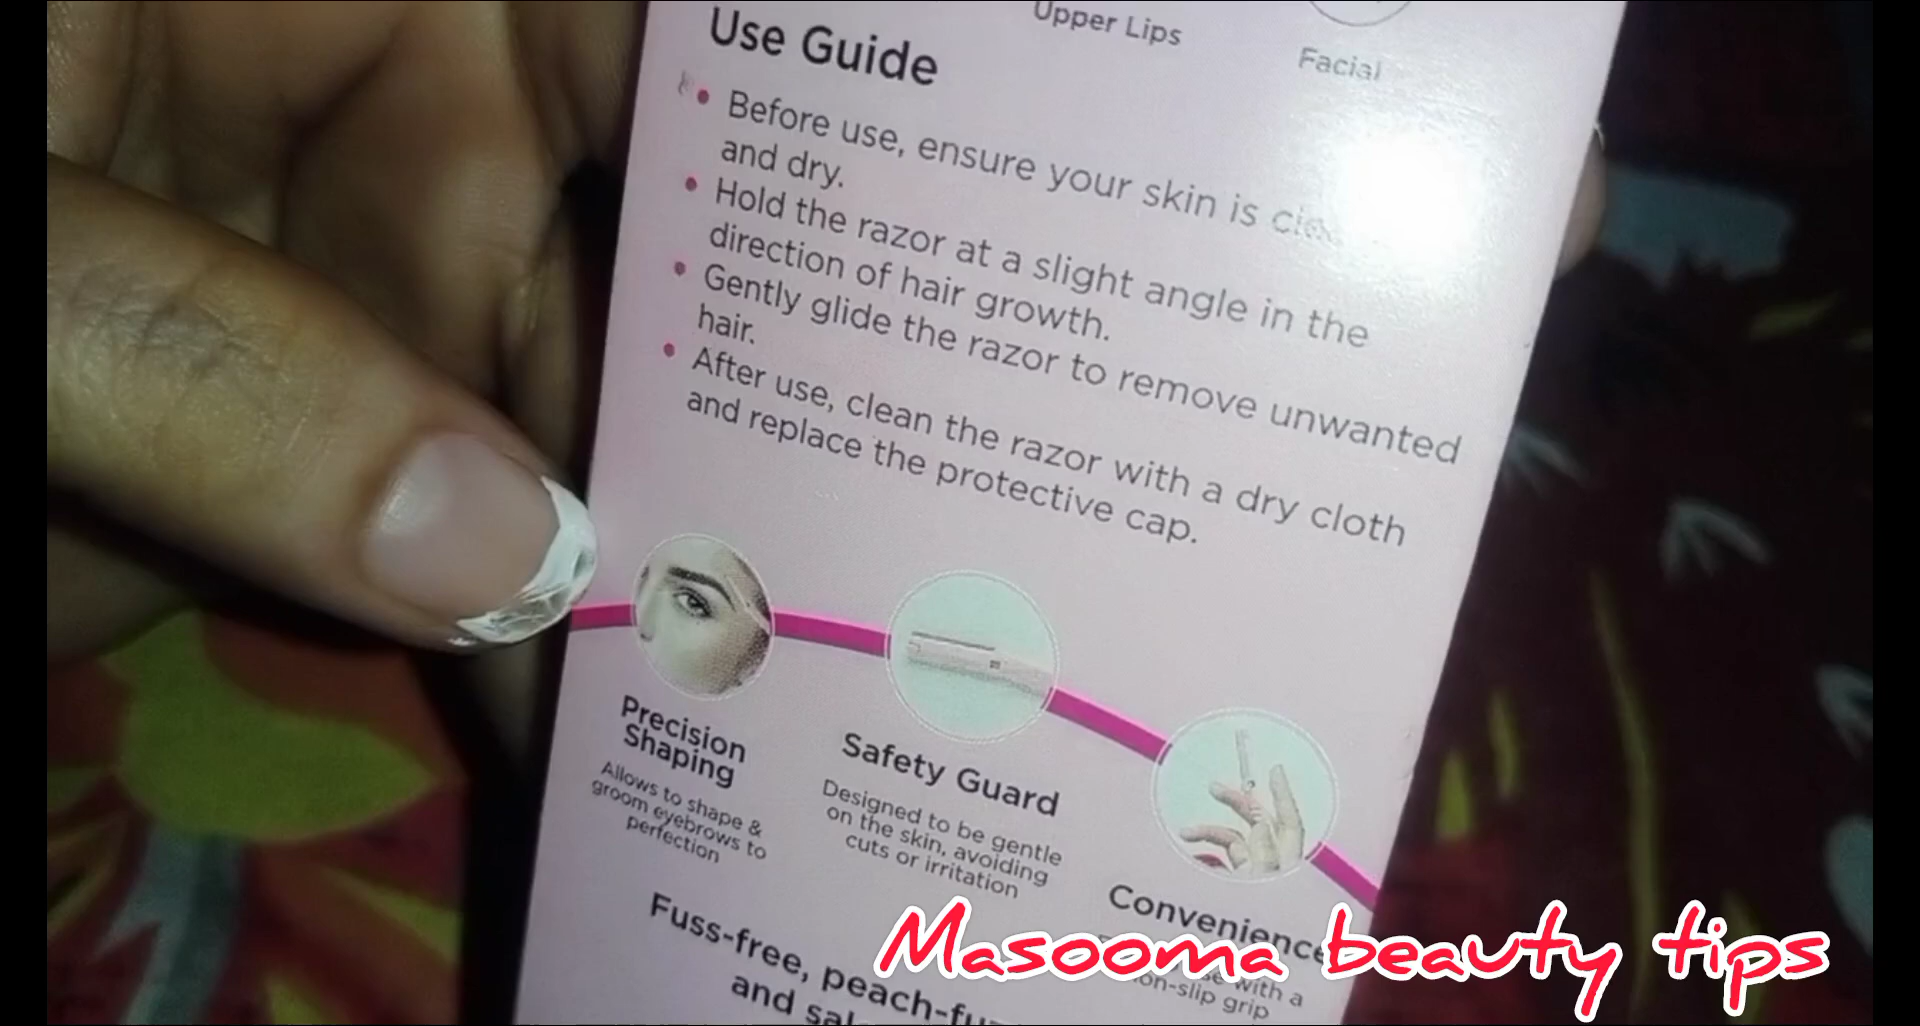 Upper Lips
Facial
Use Guide
• Before use, ensure your skin is
and dry.
• Hold the razor at a slight angle in the
direction of hair growth.
• Gently glide the razor to remove unwanted
hair.
• After use, clean the razor with a dry cloth
and replace the protective cap.
Precision
Shaping
Allows to shape &
groom eyebrows to
perfection
Safety Guard
Designed to be gentle
on the skin, avoiding
cuts or irritation
Convenience
with a
non-slip grip
Fuss-free,
and
Masooma beauty tips